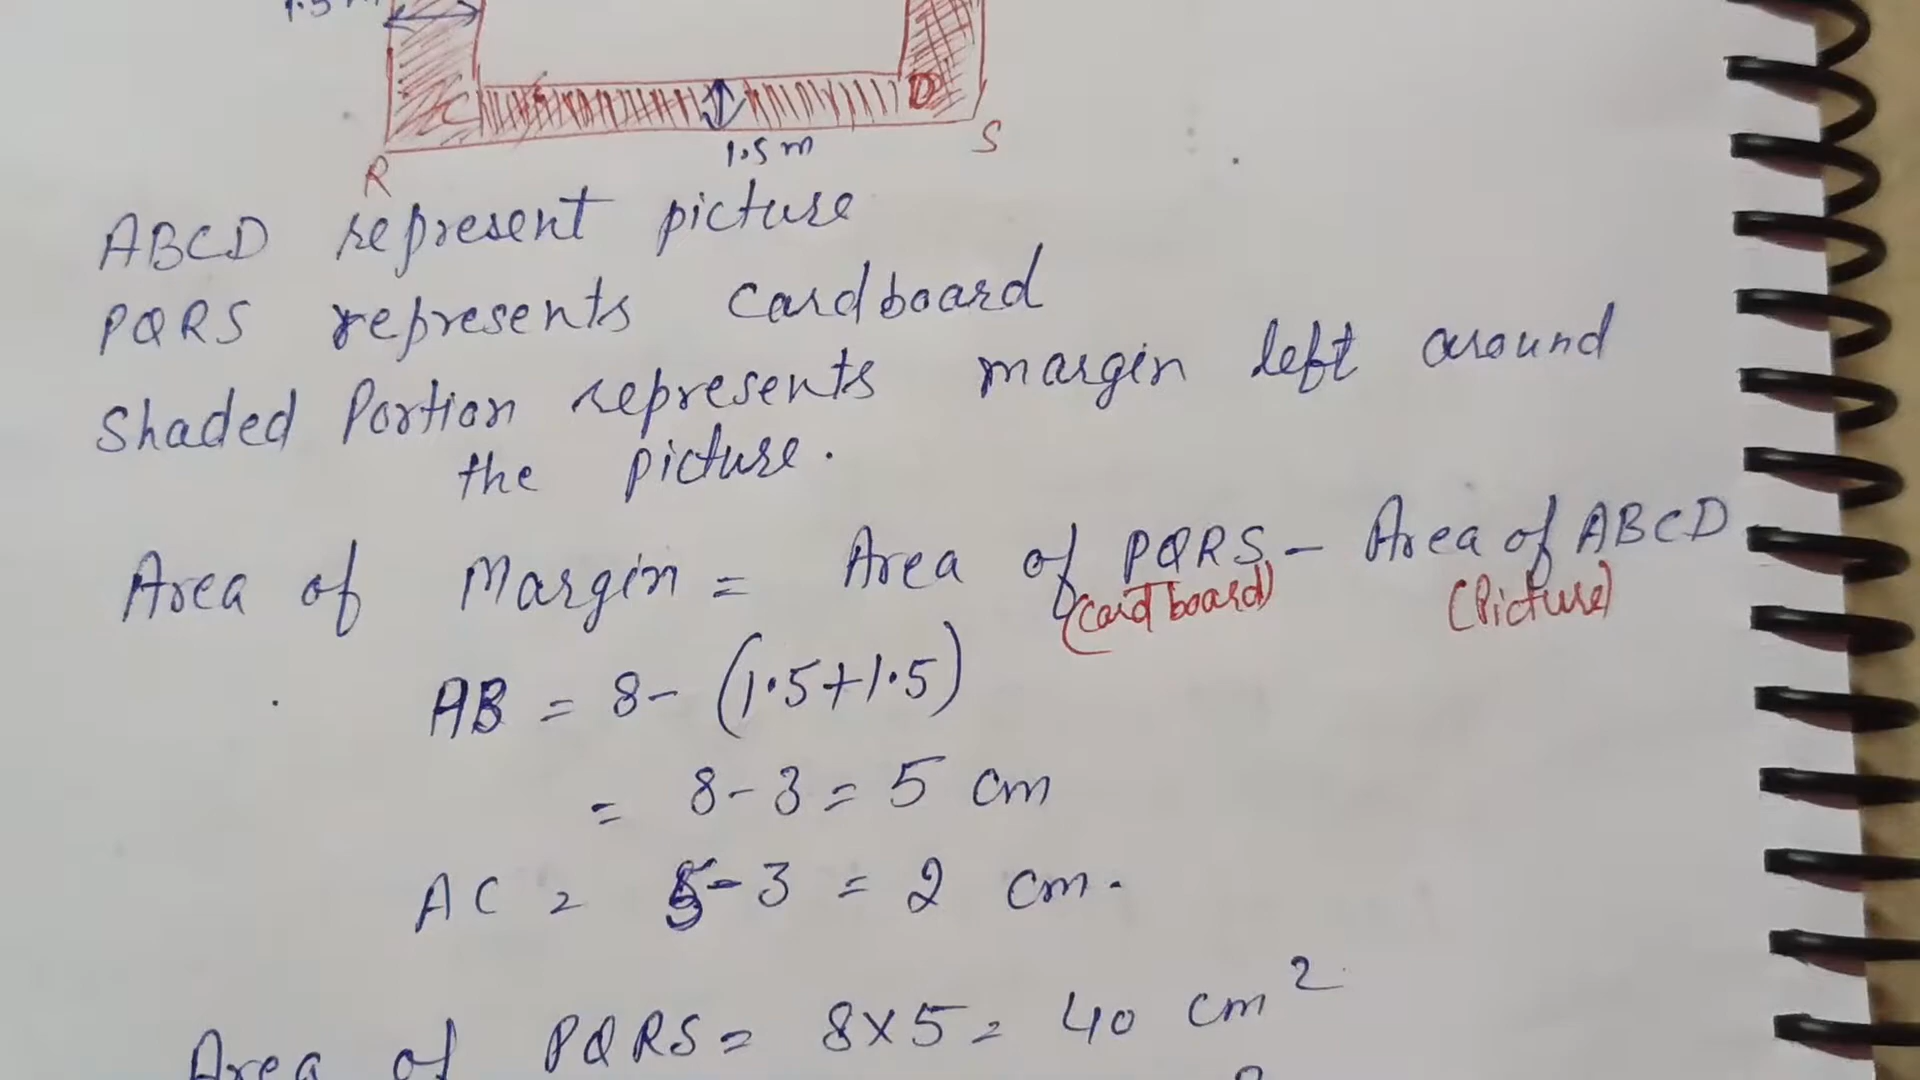 1.5 m
C
D
1.5 m
S
R
ABCD represent picture
PQRS represents cardboard
Shaded Portion represents margin left around
the picture.
Area of Margin = Area of PQRS - Area of ABCD
(cardboard) (Picture)
AB = 8 - (1.5+1.5)
= 8 - 3 = 5 cm
AC = 5 - 3 = 2 cm.
Area of PQRS = 8×5 = 40 cm²